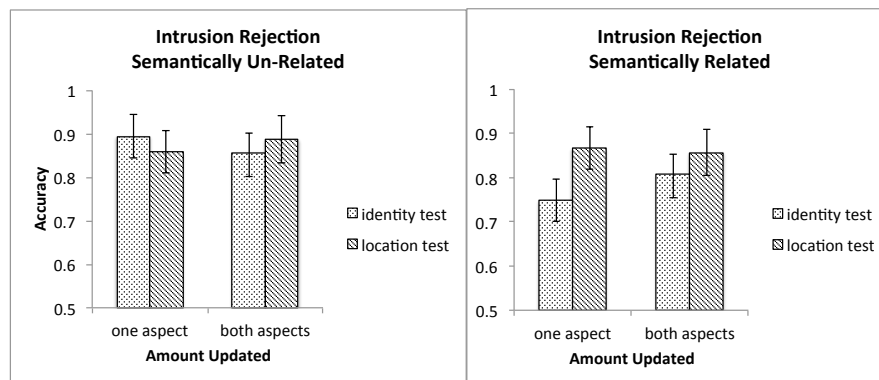 Intrusion Rejection
Semantically Un-Related
1
0.9
0.8
0.7
0.6
0.5
Accuracy
one aspect
both aspects
Amount Updated
identity test
location test
Intrusion Rejection
Semantically Related
1
0.9
0.8
0.7
0.6
0.5
one aspect
both aspects
Amount Updated
identity test
location test